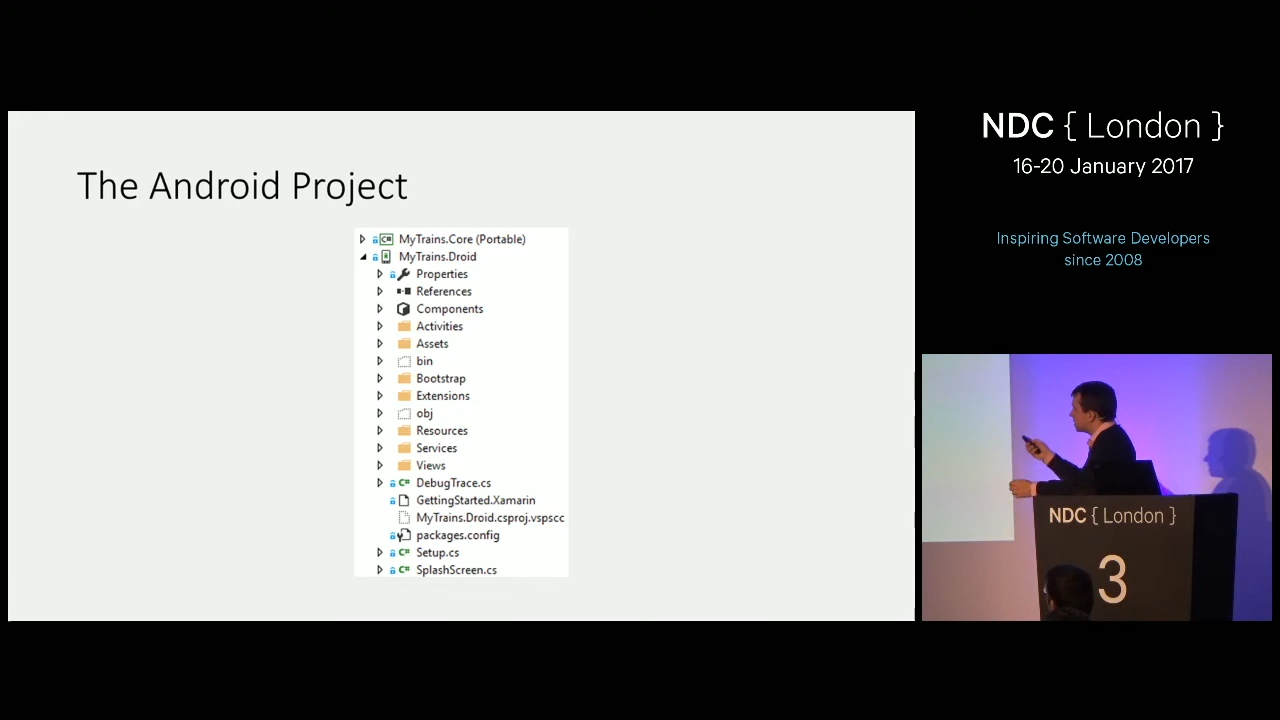 The Android Project
MyTrains.Core (Portable)
MyTrains.Droid
Properties
References
Components
Activities
Assets
bin
Bootstrap
Extensions
obj
Resources
Services
Views
DebugTrace.cs
GettingStarted.Xamarin
MyTrains.Droid.csproj.vspscc
packages.config
Setup.cs
SplashScreen.cs
NDC { London }
16-20 January 2017
Inspiring Software Developers
since 2008
NDC { London }
3